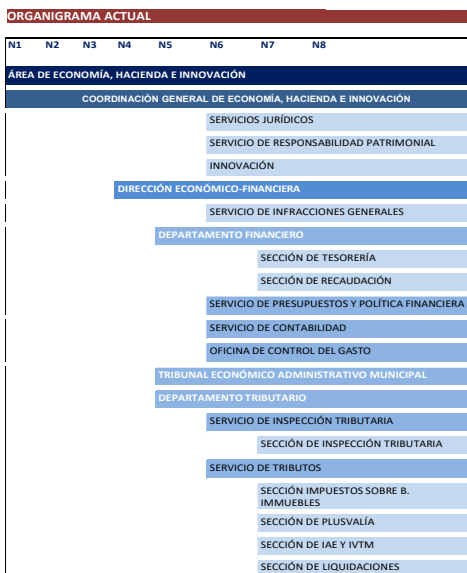 ORGANIGRAMA ACTUAL
N1 N2 N3 N4 N5 N6 N7 N8
ÁREA DE ECONOMÍA, HACIENDA E INNOVACIÓN
COORDINACIÓN GENERAL DE ECONOMÍA, HACIENDA E INNOVACIÓN
SERVICIOS JURÍDICOS
SERVICIO DE RESPONSABILIDAD PATRIMONIAL
INNOVACIÓN
DIRECCIÓN ECONÓMICO-FINANCIERA
SERVICIO DE INFRACCIONES GENERALES
DEPARTAMENTO FINANCIERO
SECCIÓN DE TESORERÍA
SECCIÓN DE RECAUDACIÓN
SERVICIO DE PRESUPUESTOS Y POLÍTICA FINANCIERA
SERVICIO DE CONTABILIDAD
OFICINA DE CONTROL DEL GASTO
TRIBUNAL ECONÓMICO ADMINISTRATIVO MUNICIPAL
DEPARTAMENTO TRIBUTARIO
SERVICIO DE INSPECCIÓN TRIBUTARIA
SECCIÓN DE INSPECCIÓN TRIBUTARIA
SERVICIO DE TRIBUTOS
SECCIÓN IMPUESTOS SOBRE B.
IMMUEBLES
SECCIÓN DE PLUSVALÍA
SECCIÓN DE IAE Y IVTM
SECCIÓN DE LIQUIDACIONES